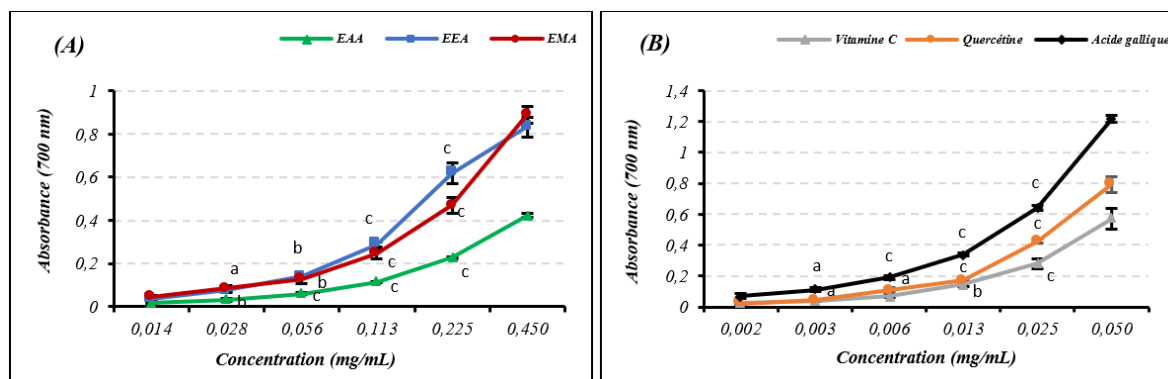 (A)
EAA EEA EMA
Absorbance (700 nm)
1
0,8
0,6
0,4
0,2
0
a
b
b
b
c
c
c
c
c
c
c
0,014 0,028 0,056 0,113 0,225 0,450
Concentration (mg/mL)
(B)
Vitamine C Quercétine Acide gallique
Absorbance (700 nm)
1,4
1,2
1
0,8
0,6
0,4
0,2
0
a
a
c
a
c
c
b
c
c
c
0,002 0,003 0,006 0,013 0,025 0,050
Concentration (mg/mL)